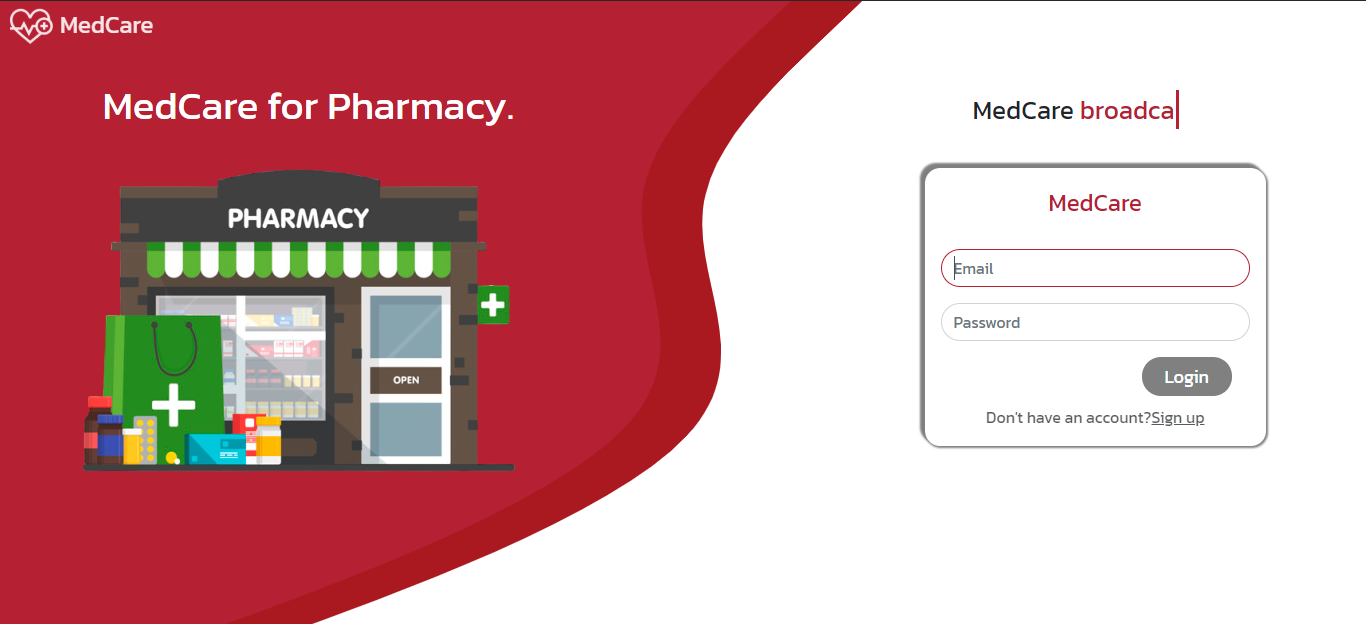 MedCare
MedCare for Pharmacy.
PHARMACY
OPEN
MedCare broadca
MedCare
Email
Password
Login
Don't have an account?Sign up